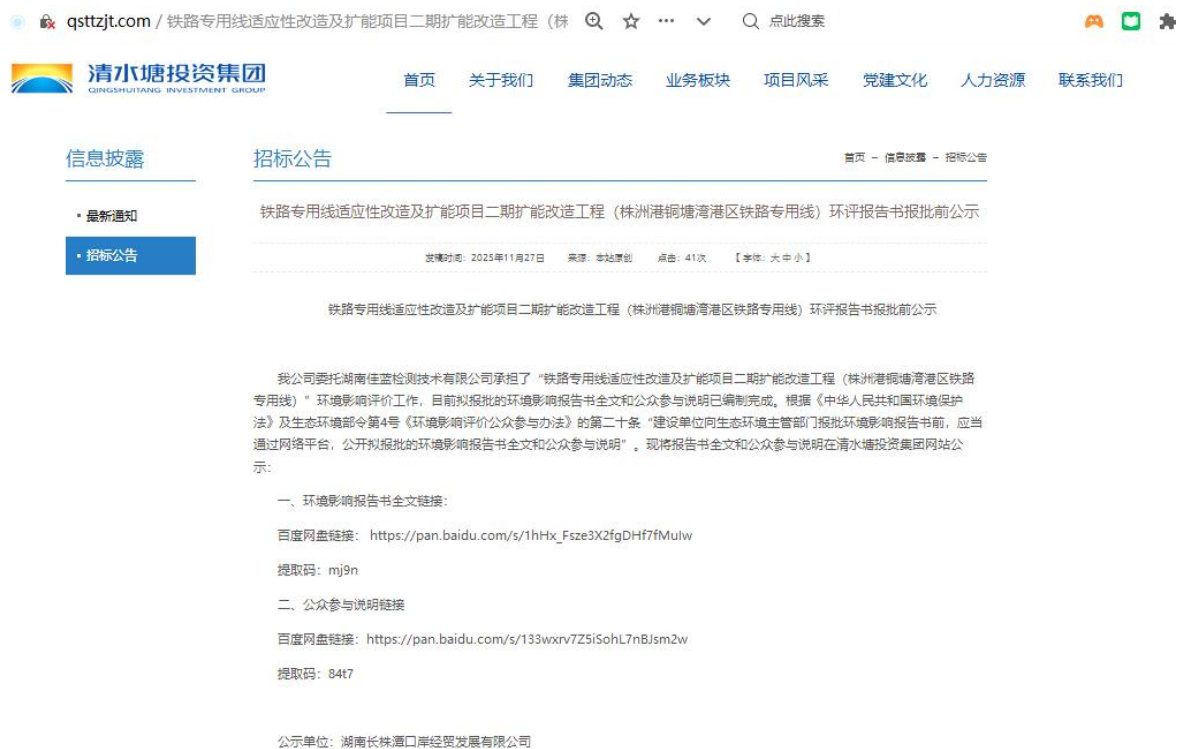 qsttzjt.com / 铁路专用线适应性改造及扩能项目二期扩能改造工程（株
点此搜索
清水塘投资集团
QINGSHUITANG INVESTMENT GROUP
首页 关于我们 集团动态 业务板块 项目风采 党建文化 人力资源 联系我们
信息披露
▪ 最新通知
▪ 招标公告
招标公告
首页 - 信息披露 - 招标公告
铁路专用线适应性改造及扩能项目二期扩能改造工程（株洲港铜塘湾港区铁路专用线）环评报告书报批前公示
发稿时间：2025年11月27日 来源：本站原创 点击：41次 【字体：大 中 小】
铁路专用线适应性改造及扩能项目二期扩能改造工程（株洲港铜塘湾港区铁路专用线）环评报告书报批前公示
我公司委托湖南佳蓝检测技术有限公司承担了“铁路专用线适应性改造及扩能项目二期扩能改造工程（株洲港铜塘湾港区铁路
专用线）”环境影响评价工作，目前拟报批的环境影响报告书全文和公众参与说明已编制完成。根据《中华人民共和国环境保护
法》及生态环境部令第4号《环境影响评价公众参与办法》的第二十条“建设单位向生态环境主管部门报批环境影响报告书前，应当
通过网络平台，公开拟报批的环境影响报告书全文和公众参与说明”。现将报告书全文和公众参与说明在清水塘投资集团网站公
示：
一、环境影响报告书全文链接：
百度网盘链接： https://pan.baidu.com/s/1hHx_Fsze3X2fgDHf7fMuIw
提取码：mj9n
二、公众参与说明链接
百度网盘链接：https://pan.baidu.com/s/133wxrv7Z5iSohL7nBJsm2w
提取码：84t7
公示单位：湖南长株潭口岸经贸发展有限公司